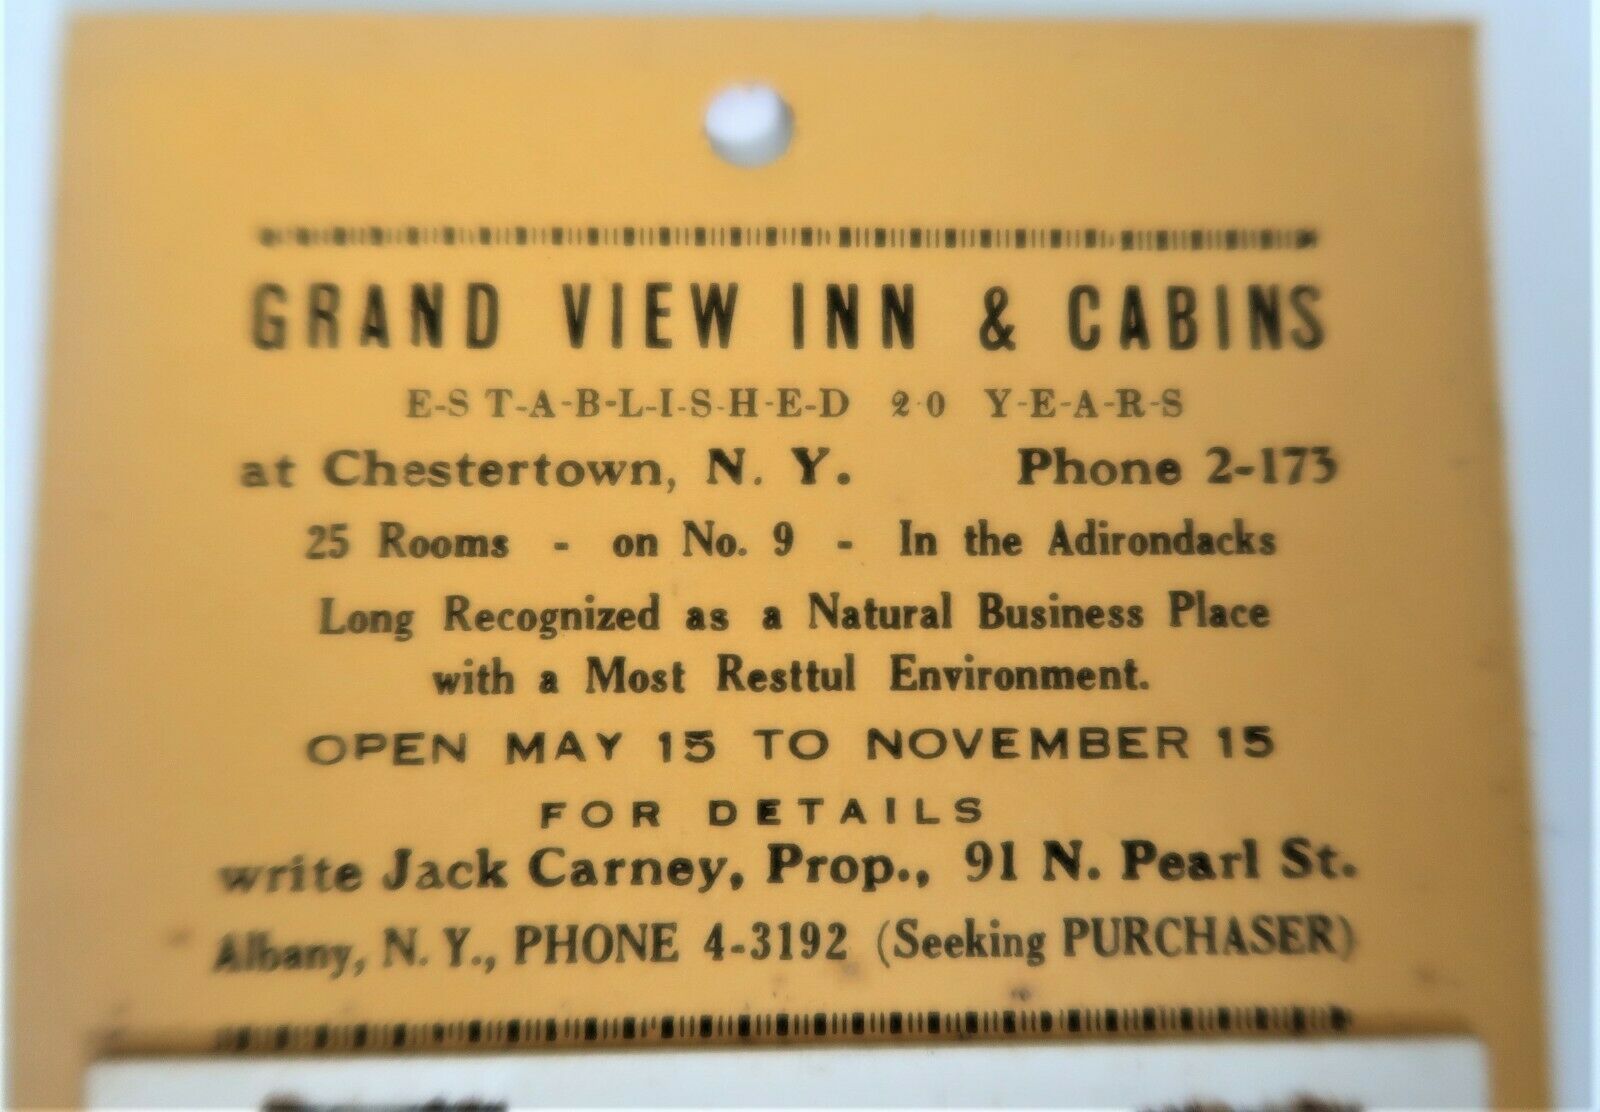 GRAND VIEW INN & CABINS
E-S T-A-B-L-I-S-H-E-D 2-0 Y-E-A-R-S
at Chestertown, N. Y. Phone 2-173
25 Rooms - on No. 9 - In the Adirondacks
Long Recognized as a Natural Business Place
with a Most Resttul Environment.
OPEN MAY 15 TO NOVEMBER 15
FOR DETAILS
write Jack Carney, Prop., 91 N. Pearl St.
Albany, N. Y., PHONE 4-3192 (Seeking PURCHASER)